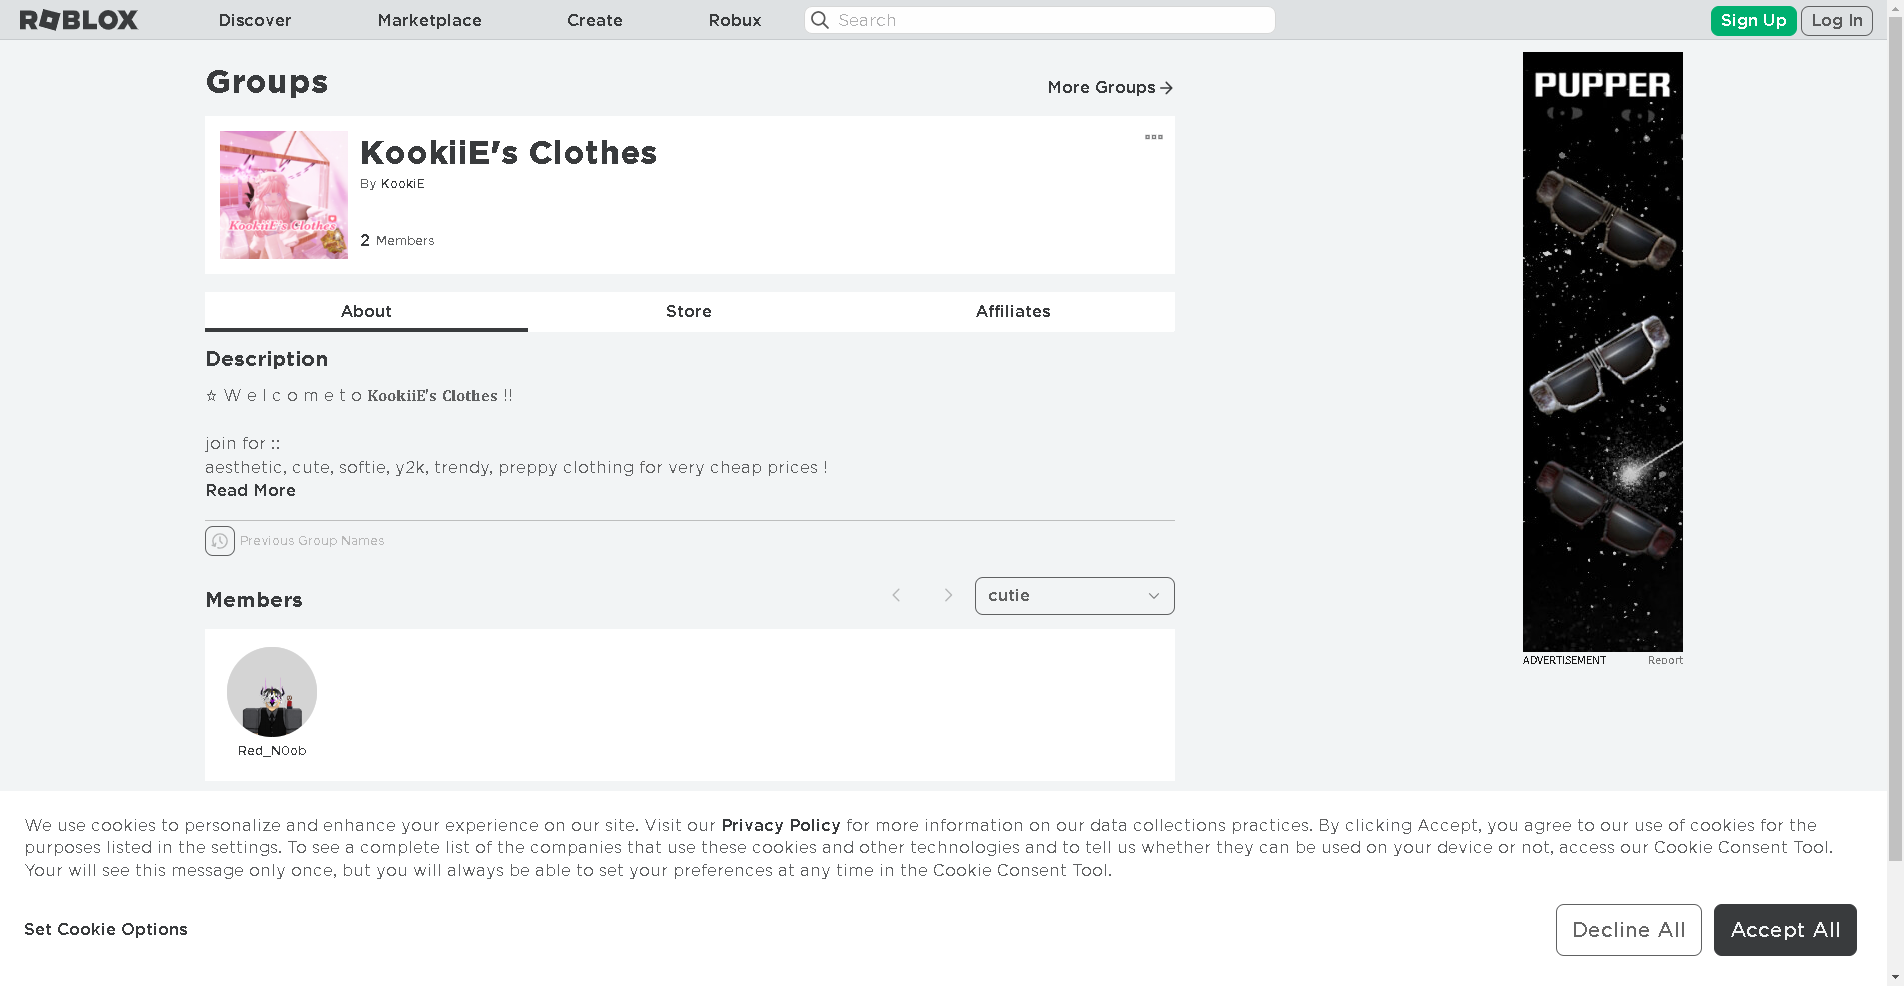 ROBLOX
Discover
Marketplace
Create
Robux
Search
Sign Up
Log In
Groups
More Groups
KookiiE's Clothes
By KookiE
2 Members
KookiiE's Clothes
About
Store
Affiliates
Description
☆ W e l c o m e t o KookiiE's Clothes !!
join for ::
aesthetic, cute, softie, y2k, trendy, preppy clothing for very cheap prices !
Read More
Previous Group Names
Members
cutie
Red_N0ob
PUPPER
ADVERTISEMENT
Report
We use cookies to personalize and enhance your experience on our site. Visit our Privacy Policy for more information on our data collections practices. By clicking Accept, you agree to our use of cookies for the
purposes listed in the settings. To see a complete list of the companies that use these cookies and other technologies and to tell us whether they can be used on your device or not, access our Cookie Consent Tool.
Your will see this message only once, but you will always be able to set your preferences at any time in the Cookie Consent Tool.
Set Cookie Options
Decline All
Accept All